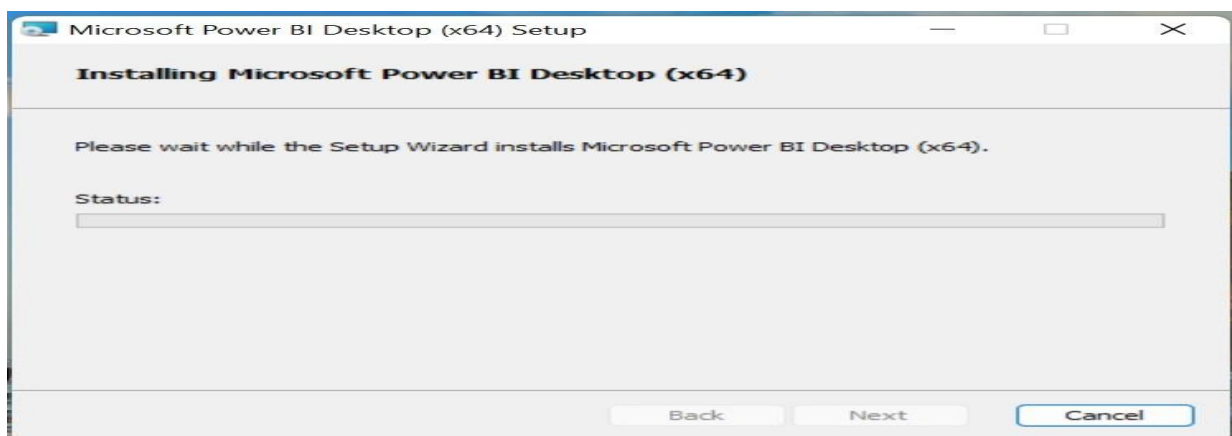 Microsoft Power BI Desktop (x64) Setup
Installing Microsoft Power BI Desktop (x64)
Please wait while the Setup Wizard installs Microsoft Power BI Desktop (x64).
Status:
Back Next Cancel